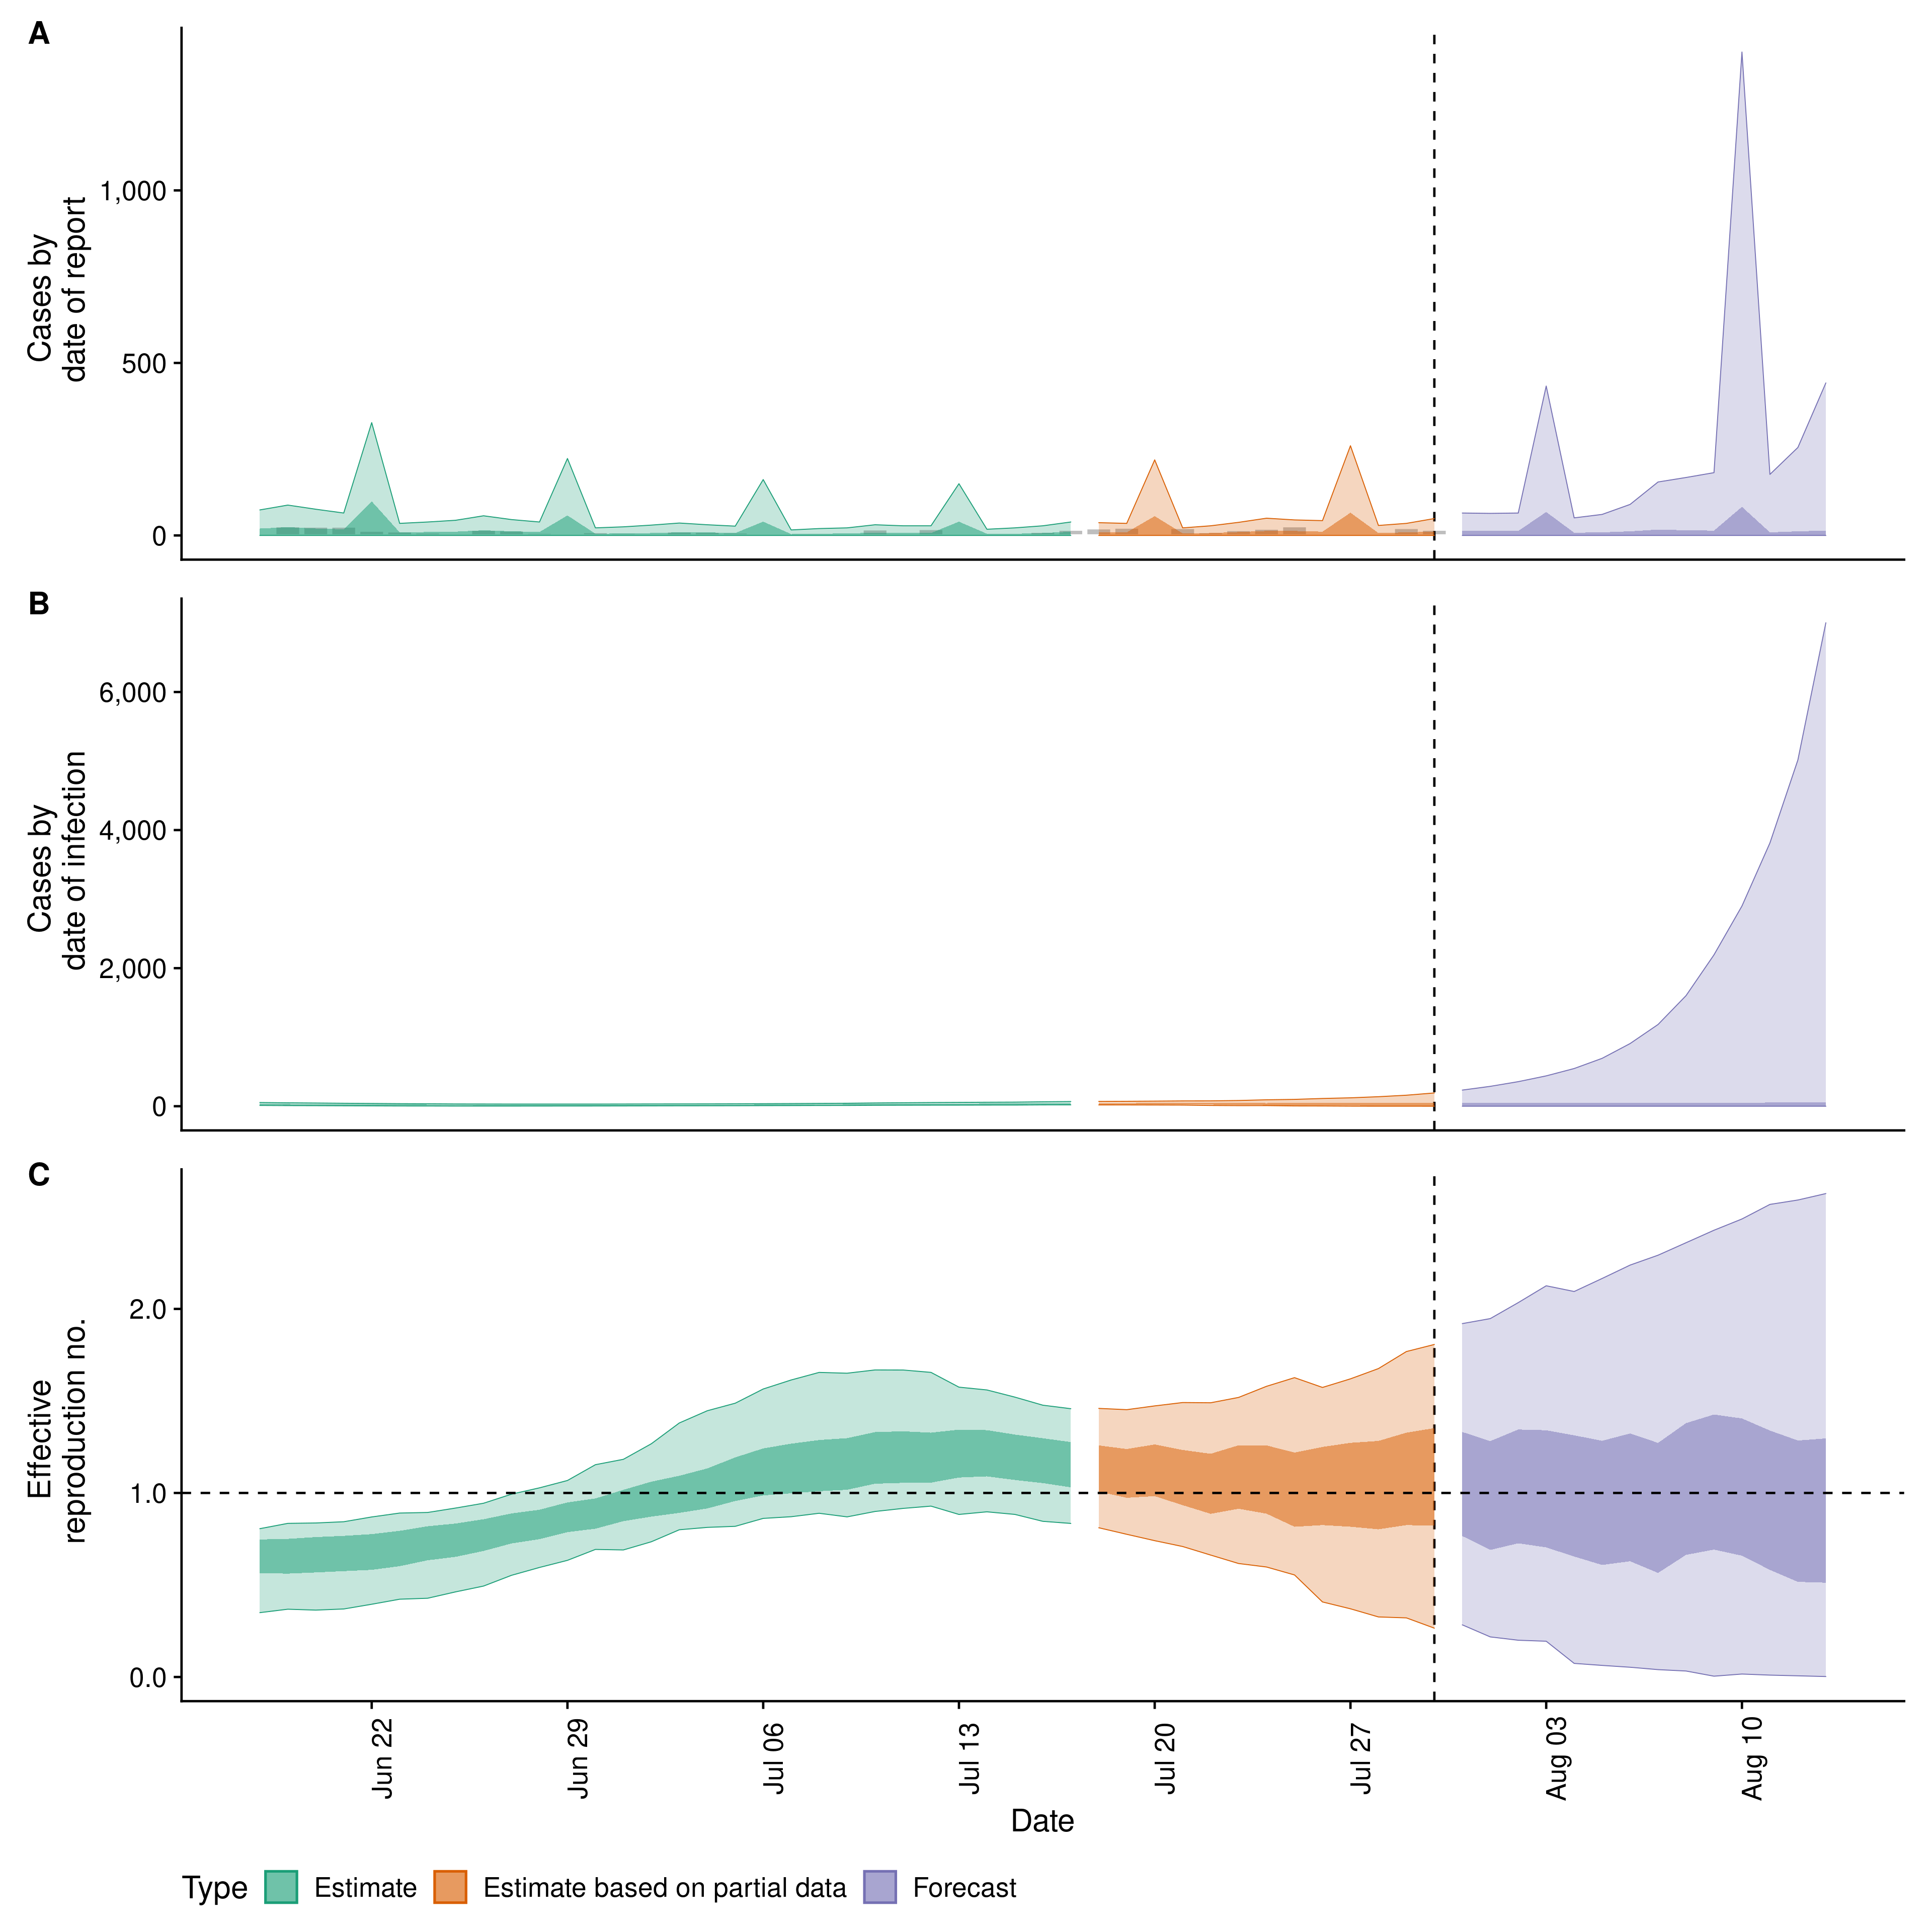 A
Cases by
date of report
1,000
500
0
B
Cases by
date of infection
6,000
4,000
2,000
0
C
Effective
reproduction no.
2.0
1.0
0.0
Jun 22
Jun 29
Jul 06
Jul 13
Jul 20
Jul 27
Aug 03
Aug 10
Date
Type Estimate Estimate based on partial data Forecast